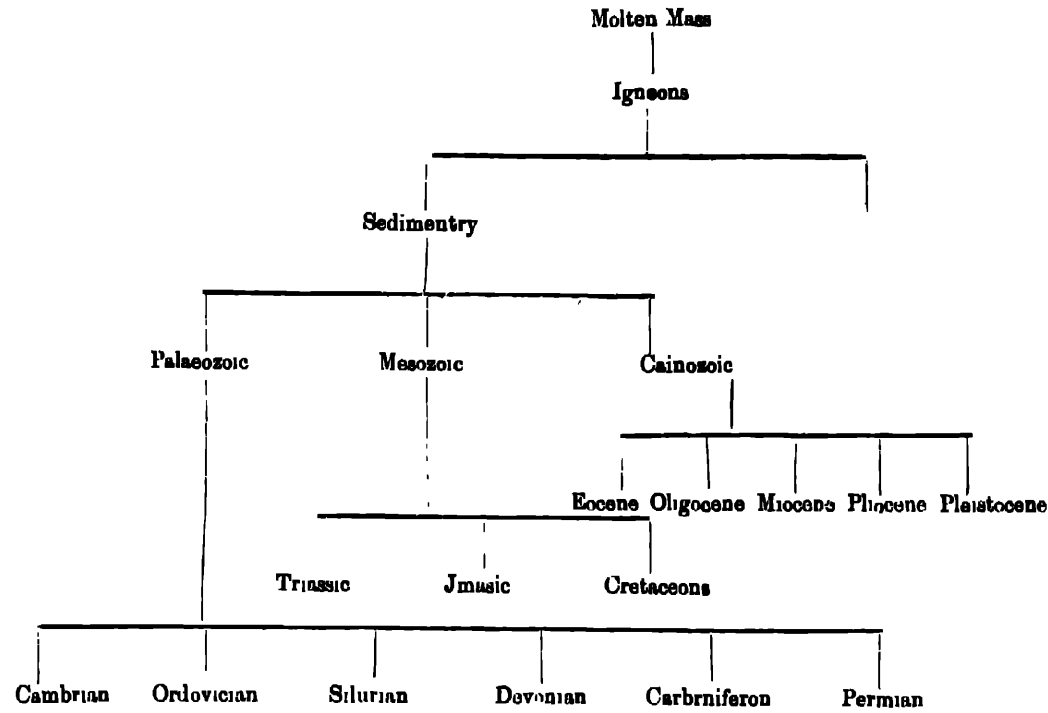 Molten Mass
Igneons
Sedimentry
Palaeozoic Mesozoic Cainozoic
Eocene Oligocene Miocene Pliocene Pleistocene
Triassic Jmusic Cretaceons
Cambrian Ordovician Silurian Devonian Carbrniferon Permian